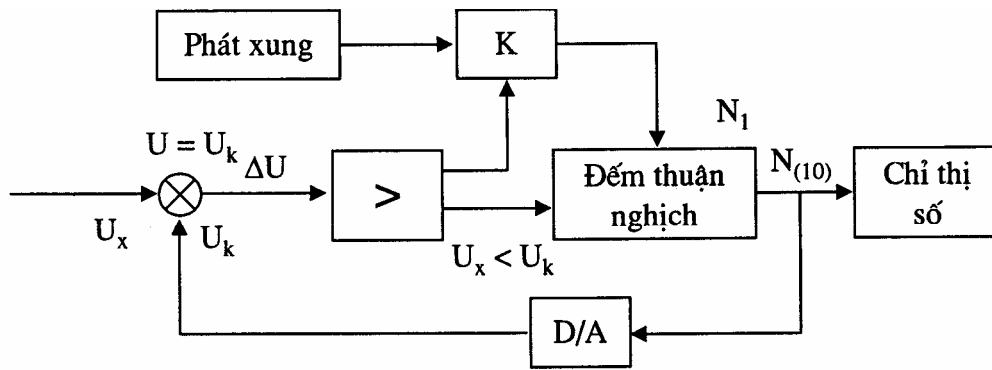 Phát xung
K
N₁
U = Uₖ
ΔU
>
Đếm thuận
nghịch
N₍₁₀₎
Chỉ thị
số
Uₓ
Uₖ
Uₓ < Uₖ
D/A